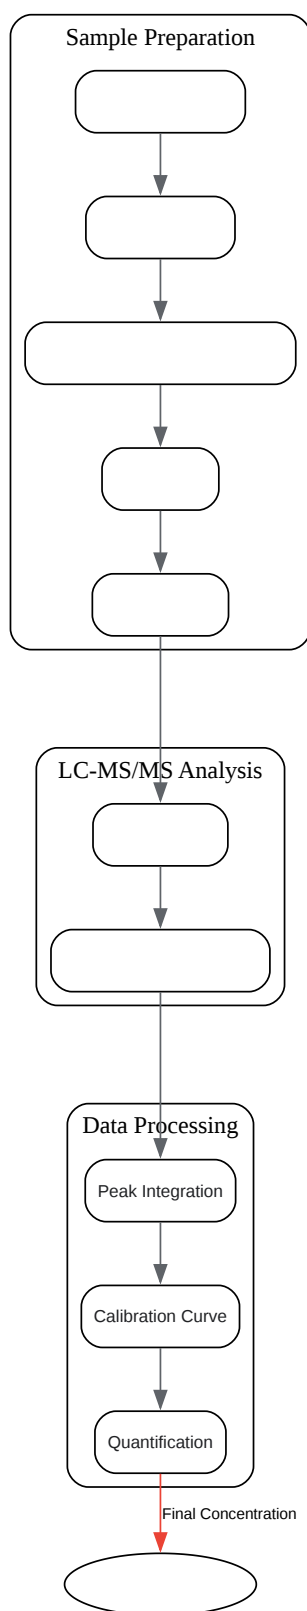 Sample Preparation
LC-MS/MS Analysis
Data Processing
Peak Integration
Calibration Curve
Quantification
Final Concentration